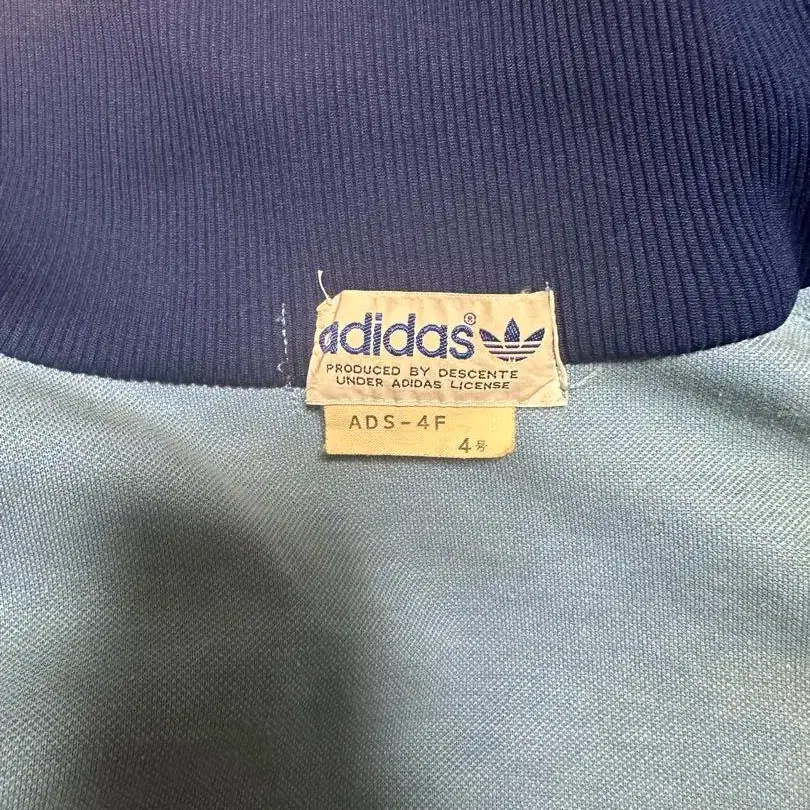 adidas®
PRODUCED BY DESCENTE
UNDER ADIDAS LICENSE
ADS-4F
4号